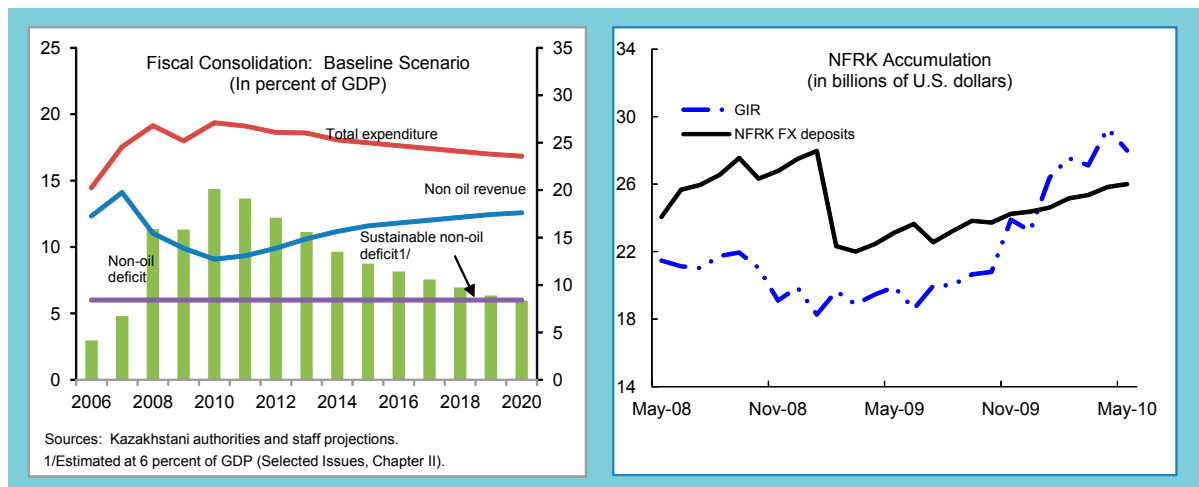 Fiscal Consolidation: Baseline Scenario
(In percent of GDP)
25
20
15
10
5
0
35
30
25
20
15
10
5
0
Total expenditure
Non oil revenue
Sustainable non-oil
deficit1/
Non-oil
deficit
2006 2008 2010 2012 2014 2016 2018 2020
Sources: Kazakhstani authorities and staff projections.
1/Estimated at 6 percent of GDP (Selected Issues, Chapter II).
NFRK Accumulation
(in billions of U.S. dollars)
34
30
26
22
18
14
GIR
NFRK FX deposits
May-08 Nov-08 May-09 Nov-09 May-10